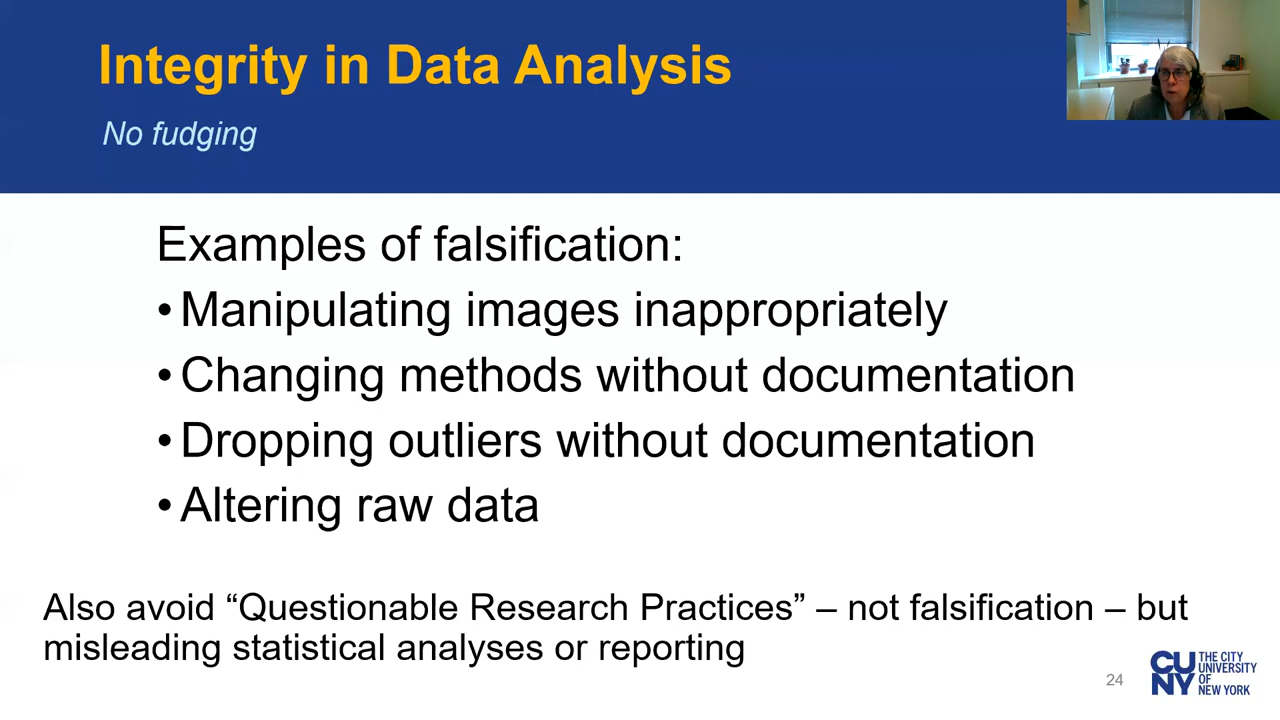 Integrity in Data Analysis
No fudging
Examples of falsification:
•Manipulating images inappropriately
•Changing methods without documentation
•Dropping outliers without documentation
•Altering raw data
Also avoid “Questionable Research Practices” – not falsification – but
misleading statistical analyses or reporting
24
CU
NY
THE CITY
UNIVERSITY
OF
NEW YORK